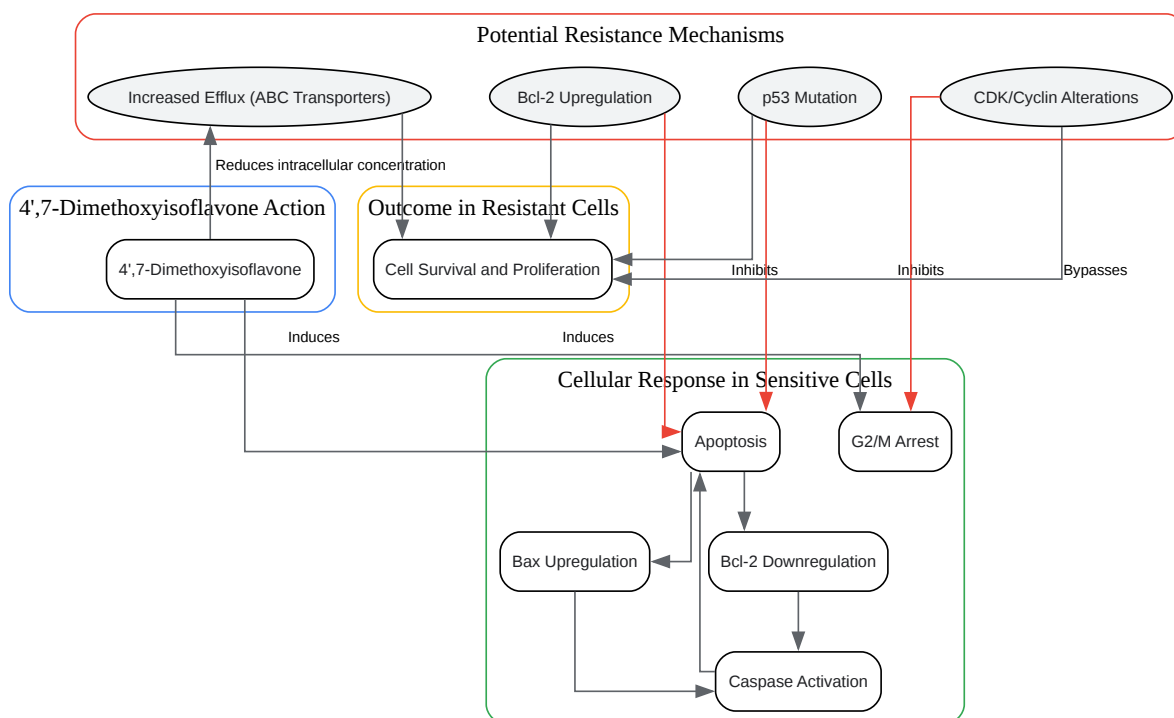 Potential Resistance Mechanisms
Increased Efflux (ABC Transporters)
Bcl-2 Upregulation
p53 Mutation
CDK/Cyclin Alterations
Reduces intracellular concentration
4',7-Dimethoxyisoflavone Action
Outcome in Resistant Cells
4',7-Dimethoxyisoflavone
Cell Survival and Proliferation
Inhibits
Inhibits
Bypasses
Induces
Induces
Cellular Response in Sensitive Cells
Apoptosis
G2/M Arrest
Bax Upregulation
Bcl-2 Downregulation
Caspase Activation